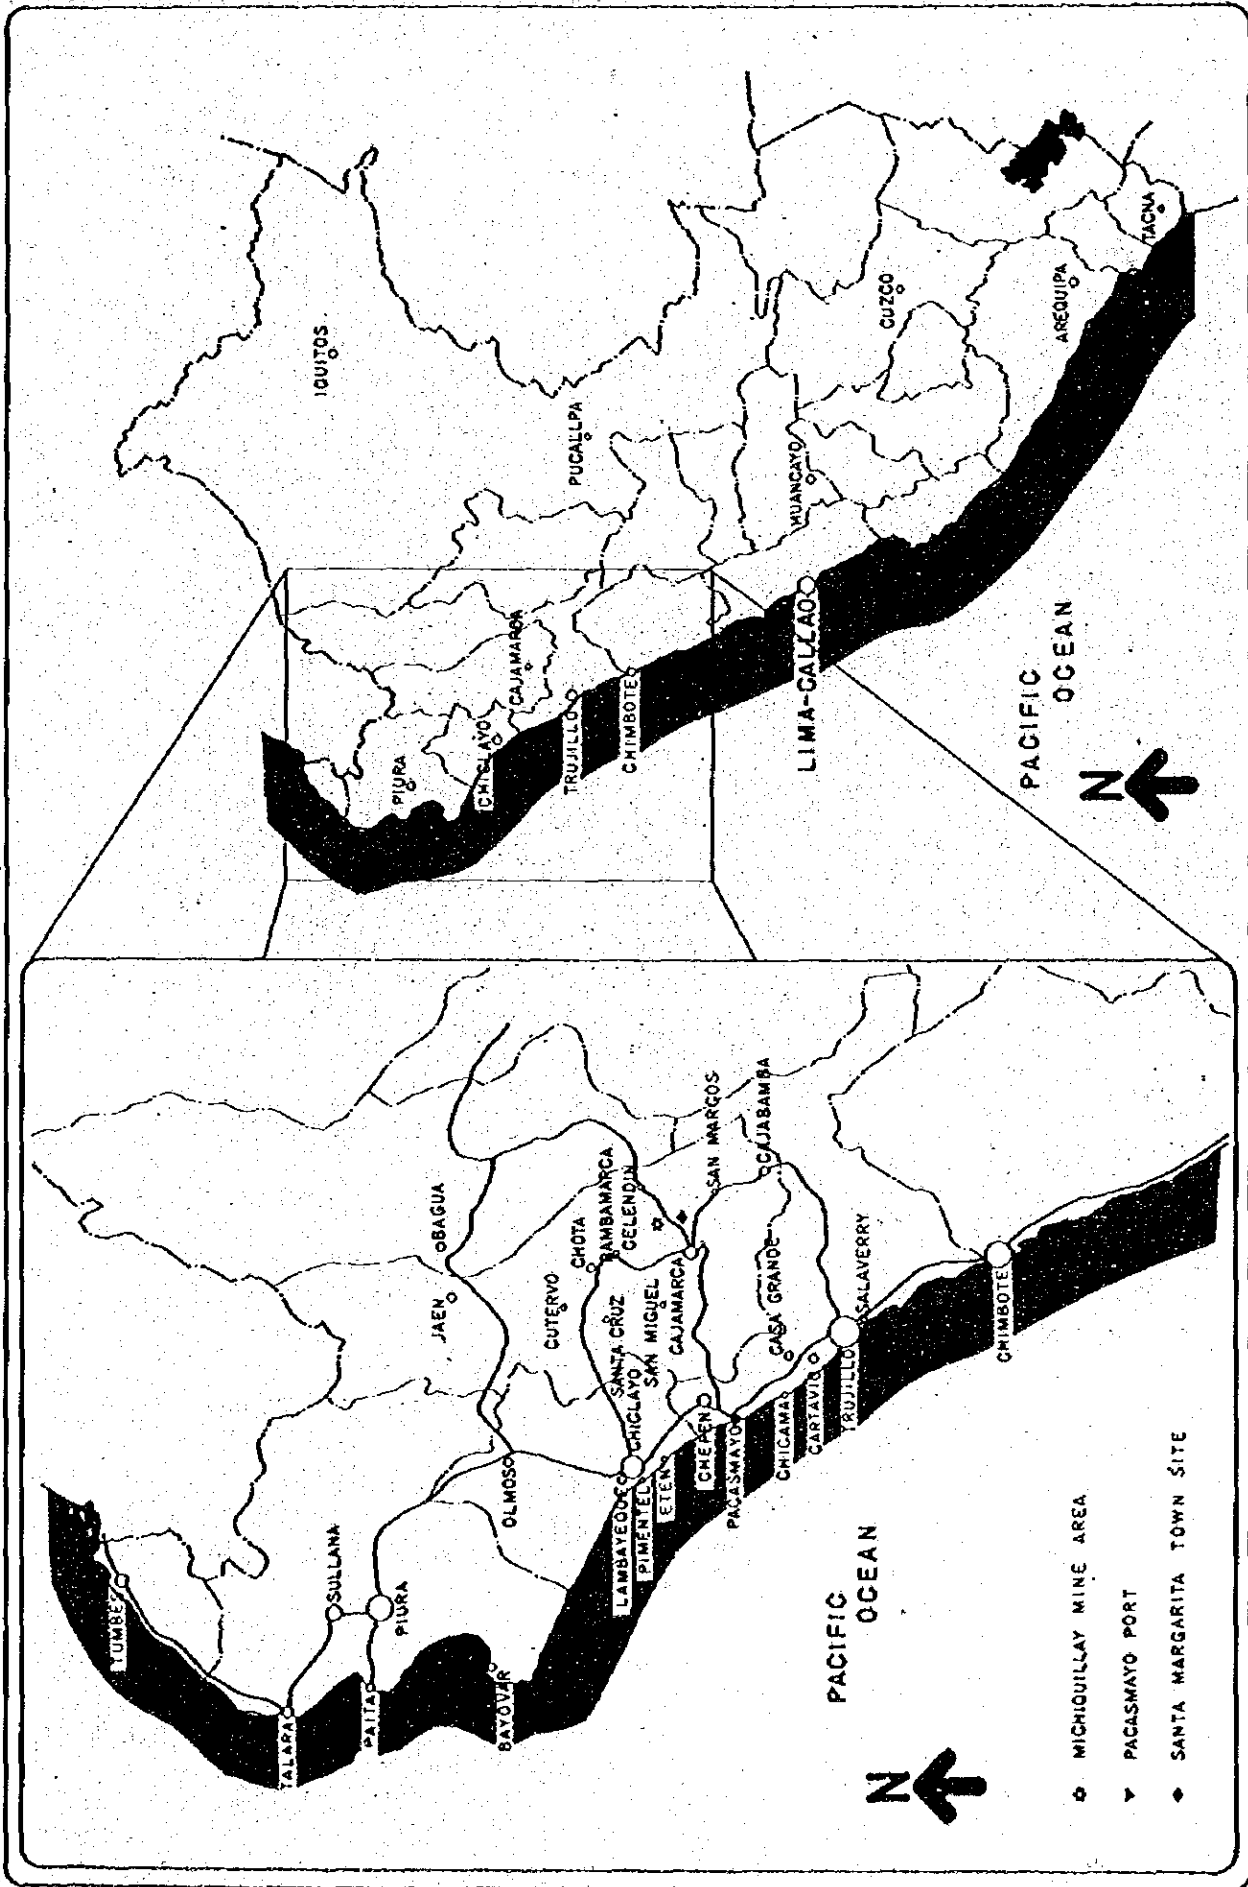 TUMBES
TALARA
SULLANA
PAITA
PIURA
BAYOVAR
OLMOS
JAEN
BAGUA
CUTERVO
CHOTA
BAMBAMARCA
CELENDIN
SANTA CRUZ
SAN MIGUEL
CAJAMARCA
SAN MARCOS
CAJABAMBA
LAMBAYEQUE
CHICLAYO
PIMENTEL
ETEN
CHEPEN
PACASMAYO
CASA GRANDE
CHICAMA
CARTAVIO
TRUJILLO
SALAVERRY
CHIMBOTE
PACIFIC
OCEAN
N
MICHIQUILLAY MINE AREA
PACASMAYO PORT
SANTA MARGARITA TOWN SITE
IQUITOS
PIURA
CHICLAYO
CAJAMARCA
TRUJILLO
PUCALLPA
CHIMBOTE
LIMA-CALLAO
HUANCAYO
CUZCO
AREQUIPA
TACNA
PACIFIC
OCEAN
N